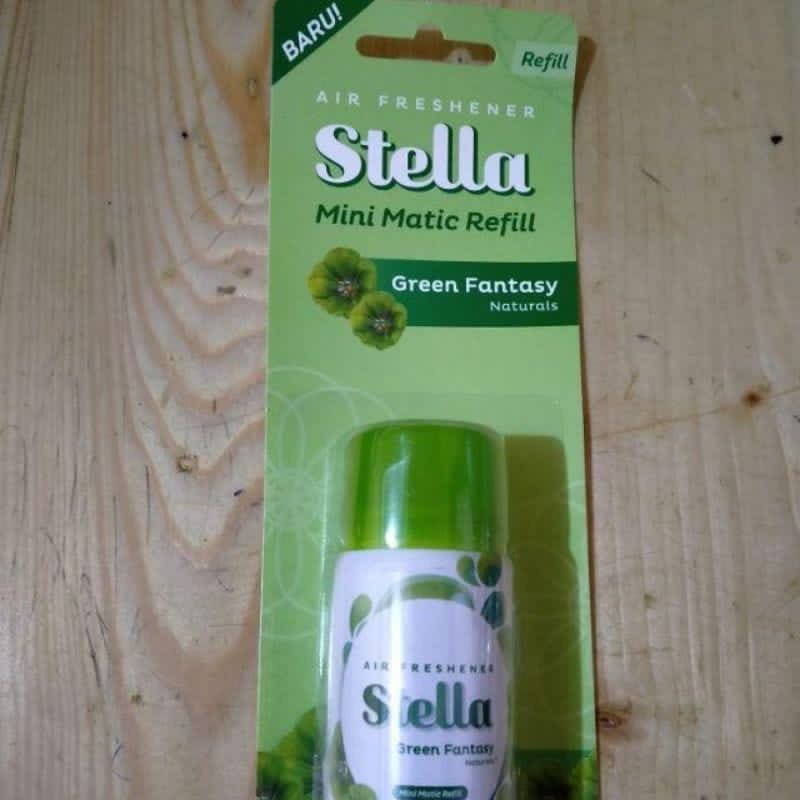 BARU!
Refill
AIR FRESHENER
Stella
Mini Matic Refill
Green Fantasy
Naturals
AIR FRESHENER
Stella
Green Fantasy
Naturals
Mini Matic Refill